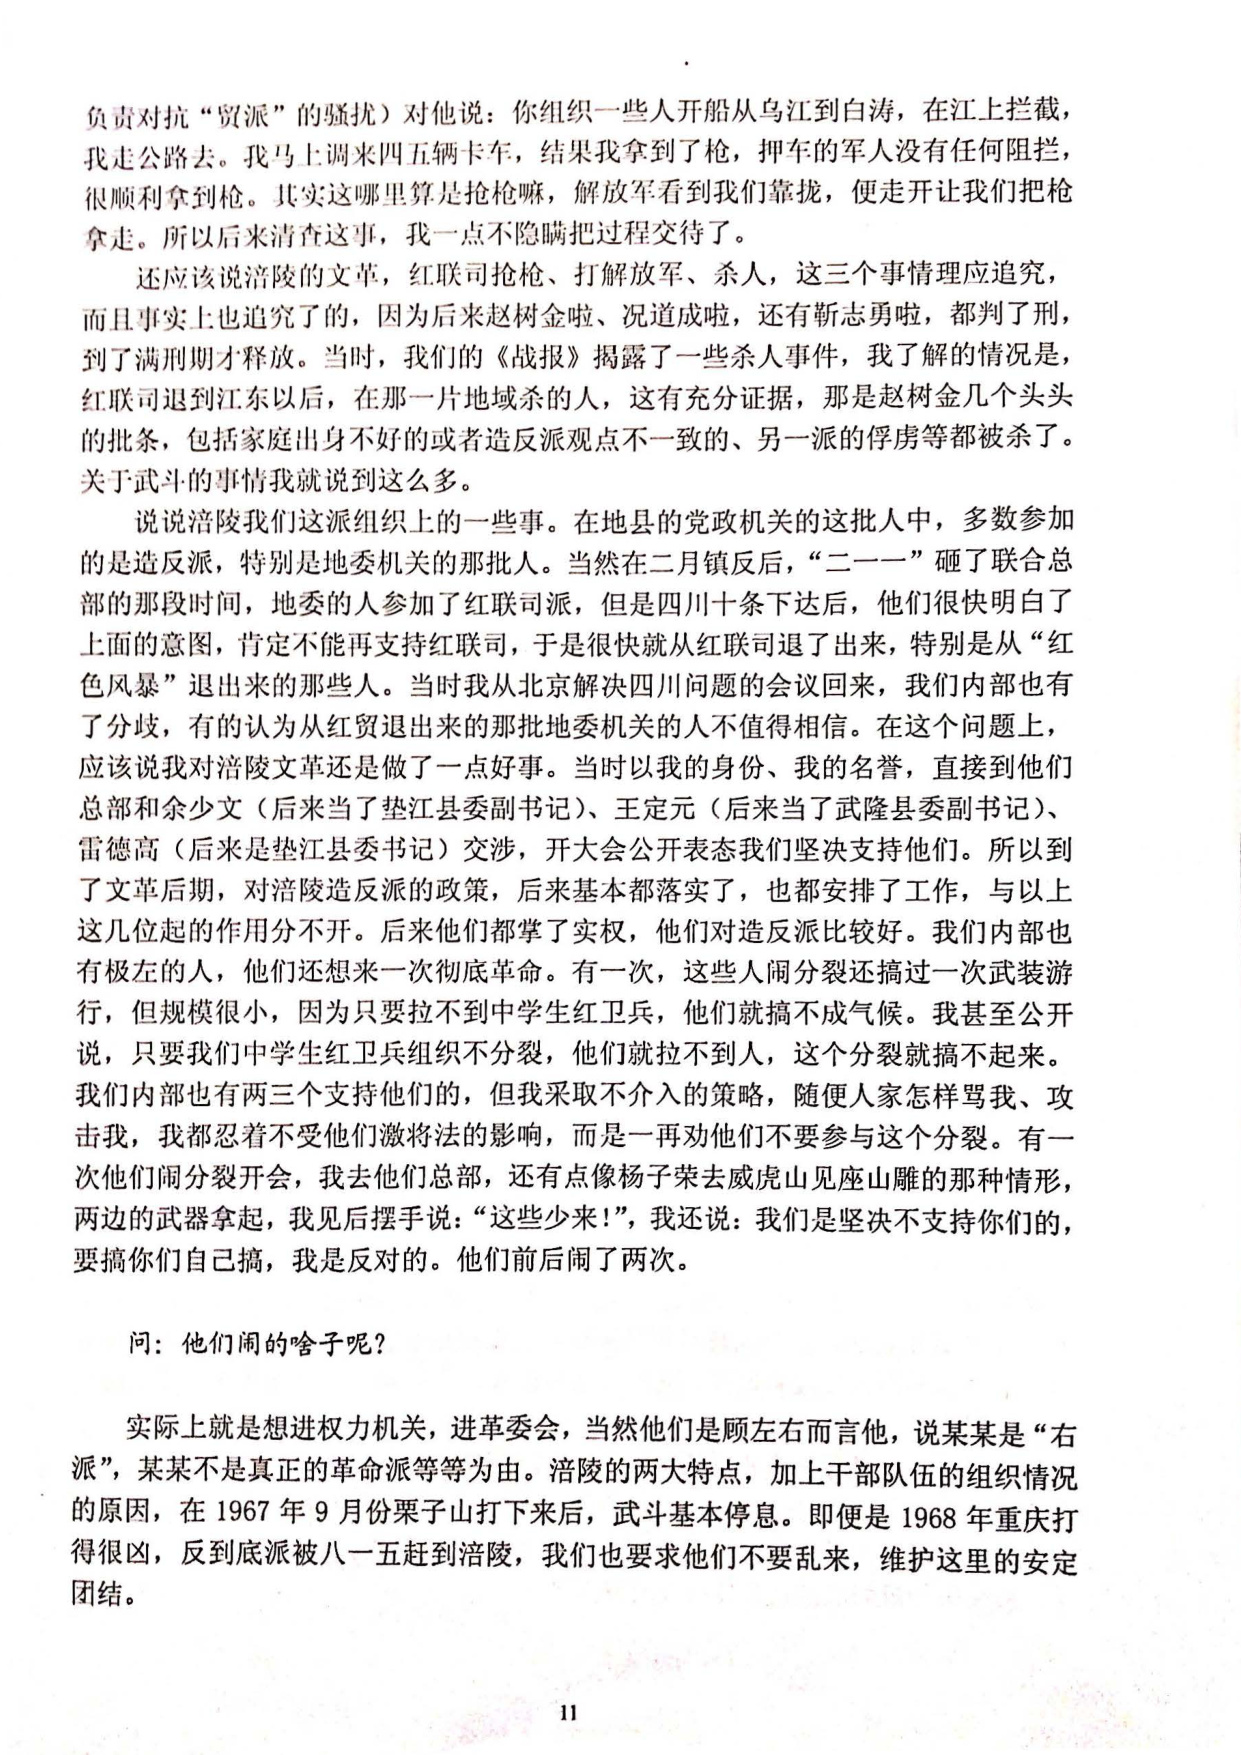 负责对抗“贸派”的骚扰）对他说：你组织一些人开船从乌江到白涛，在江上拦截，
我走公路去。我马上调来四五辆卡车，结果我拿到了枪，押车的军人没有任何阻拦，
很顺利拿到枪。其实这哪里算是抢枪嘛，解放军看到我们靠拢，便走开让我们把枪
拿走。所以后来清查这事，我一点不隐瞒把过程交待了。
还应该说涪陵的文革，红联司抢枪、打解放军、杀人，这三个事情理应追究，
而且事实上也追究了的，因为后来赵树金啦、况道成啦，还有靳志勇啦，都判了刑，
到了满刑期才释放。当时，我们的《战报》揭露了一些杀人事件，我了解的情况是，
红联司退到江东以后，在那一片地域杀的人，这有充分证据，那是赵树金几个头头
的批条，包括家庭出身不好的或者造反派观点不一致的、另一派的俘虏等都被杀了。
关于武斗的事情我就说到这么多。
说说涪陵我们这派组织上的一些事。在地县的党政机关的这批人中，多数参加
的是造反派，特别是地委机关的那批人。当然在二月镇反后，“二一一”砸了联合总
部的那段时间，地委的人参加了红联司派，但是四川十条下达后，他们很快明白了
上面的意图，肯定不能再支持红联司，于是很快就从红联司退了出来，特别是从“红
色风暴”退出来的那些人。当时我从北京解决四川问题的会议回来，我们内部也有
了分歧，有的认为从红贸退出来的那批地委机关的人不值得相信。在这个问题上，
应该说我对涪陵文革还是做了一点好事。当时以我的身份、我的名誉，直接到他们
总部和余少文（后来当了垫江县委副书记）、王定元（后来当了武隆县委副书记）、
雷德高（后来是垫江县委书记）交涉，开大会公开表态我们坚决支持他们。所以到
了文革后期，对涪陵造反派的政策，后来基本都落实了，也都安排了工作，与以上
这几位起的作用分不开。后来他们都掌了实权，他们对造反派比较好。我们内部也
有极左的人，他们还想来一次彻底革命。有一次，这些人闹分裂还搞过一次武装游
行，但规模很小，因为只要拉不到中学生红卫兵，他们就搞不成气候。我甚至公开
说，只要我们中学生红卫兵组织不分裂，他们就拉不到人，这个分裂就搞不起来。
我们内部也有两三个支持他们的，但我采取不介入的策略，随便人家怎样骂我、攻
击我，我都忍着不受他们激将法的影响，而是一再劝他们不要参与这个分裂。有一
次他们闹分裂开会，我去他们总部，还有点像杨子荣去威虎山见座山雕的那种情形，
两边的武器拿起，我见后摆手说：“这些少来！”，我还说：我们是坚决不支持你们的，
要搞你们自己搞，我是反对的。他们前后闹了两次。
问：他们闹的啥子呢？
实际上就是想进权力机关，进革委会，当然他们是顾左右而言他，说某某是“右
派”，某某不是真正的革命派等等为由。涪陵的两大特点，加上干部队伍的组织情况
的原因，在 1967 年 9 月份栗子山打下来后，武斗基本停息。即便是 1968 年重庆打
得很凶，反到底派被八一五赶到涪陵，我们也要求他们不要乱来，维护这里的安定
团结。
11